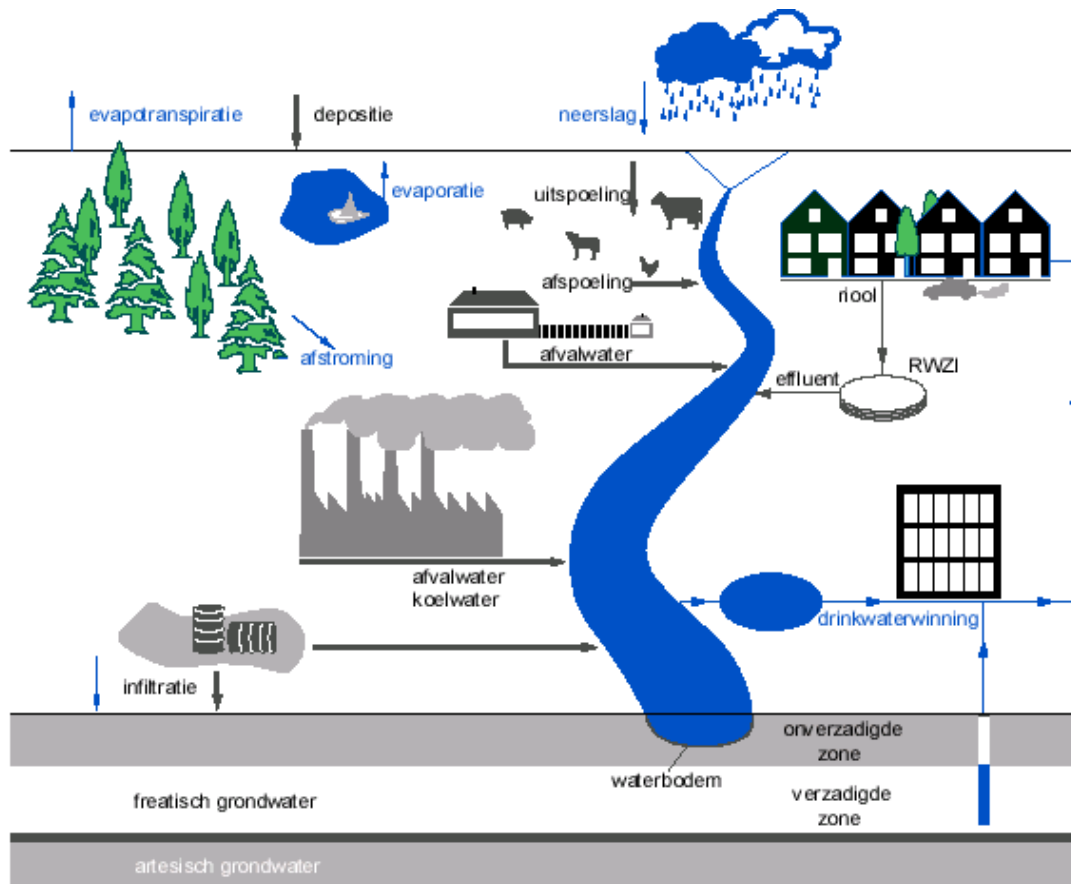 evapotranspiratie
depositie
neerslag
evaporatie
uitspoeling
afspoeling
riool
afstroming
afvalwater
effluent
RWZI
afvalwater
koelwater
drinkwaterwinning
infiltratie
onverzadigde
zone
waterbodem
freatisch grondwater
verzadigde
zone
artesisch grondwater